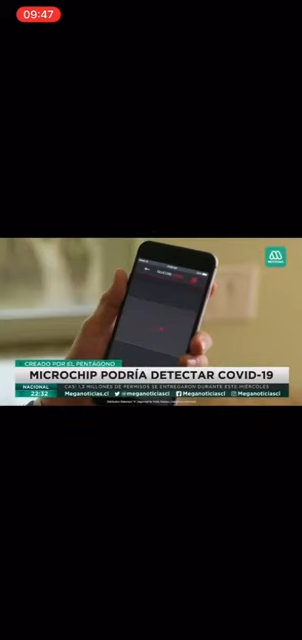 09:47
NOTICIAS
CREADO POR EL PENTÁGONO
MICROCHIP PODRÍA DETECTAR COVID-19
NACIONAL
CASI 1,3 MILLONES DE PERMISOS SE ENTREGARON DURANTE ESTE MIÉRCOLES
22:32
Meganoticias.cl
@meganoticiascl
Meganoticiascl
meganoticiascl